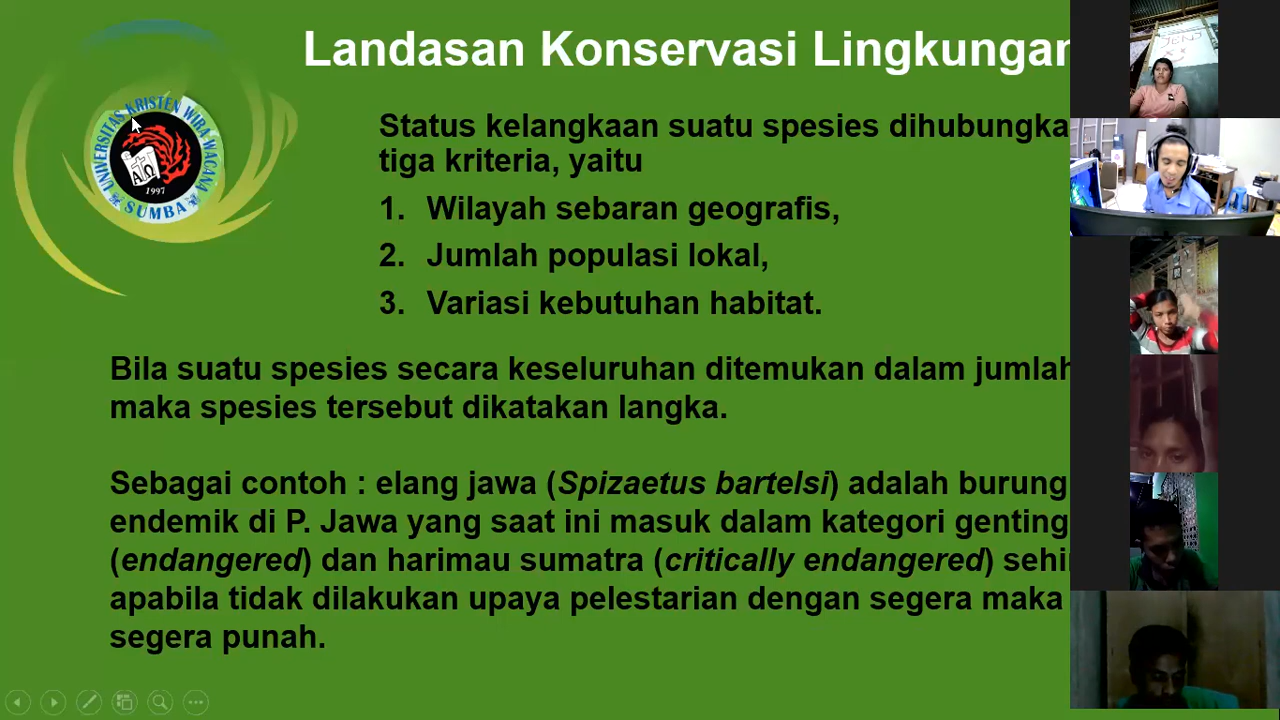 Landasan Konservasi Lingkungan
UNIVERSITAS KRISTEN WIRA WACANA
AΩ
1997
SUMBA
Status kelangkaan suatu spesies dihubungka
tiga kriteria, yaitu
1. Wilayah sebaran geografis,
2. Jumlah populasi lokal,
3. Variasi kebutuhan habitat.
Bila suatu spesies secara keseluruhan ditemukan dalam jumlah
maka spesies tersebut dikatakan langka.
Sebagai contoh : elang jawa (Spizaetus bartelsi) adalah burung
endemik di P. Jawa yang saat ini masuk dalam kategori genting
(endangered) dan harimau sumatra (critically endangered) sehi
apabila tidak dilakukan upaya pelestarian dengan segera maka
segera punah.